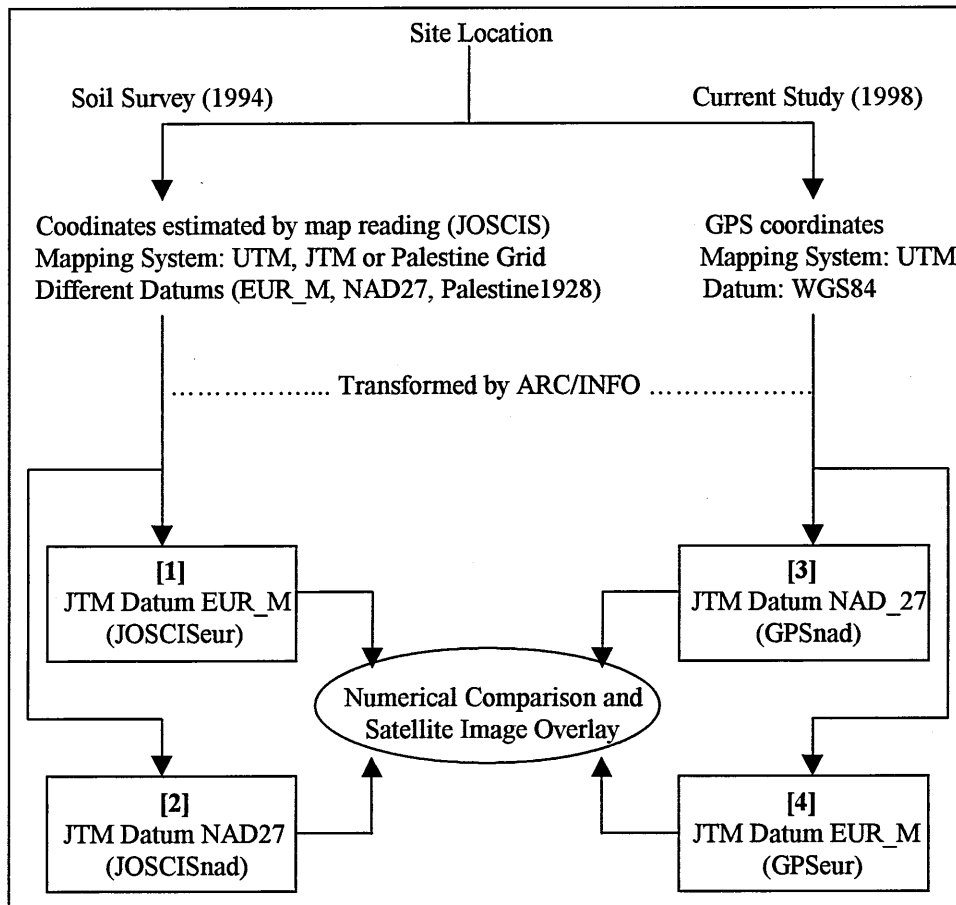 Site Location
Soil Survey (1994)
Current Study (1998)
Coodinates estimated by map reading (JOSCIS)
Mapping System: UTM, JTM or Palestine Grid
Different Datums (EUR_M, NAD27, Palestine1928)
GPS coordinates
Mapping System: UTM
Datum: WGS84
…………….... Transformed by ARC/INFO ……………...
[1]
JTM Datum EUR_M
(JOSCISeur)
[3]
JTM Datum NAD_27
(GPSnad)
Numerical Comparison and
Satellite Image Overlay
[2]
JTM Datum NAD27
(JOSCISnad)
[4]
JTM Datum EUR_M
(GPSeur)